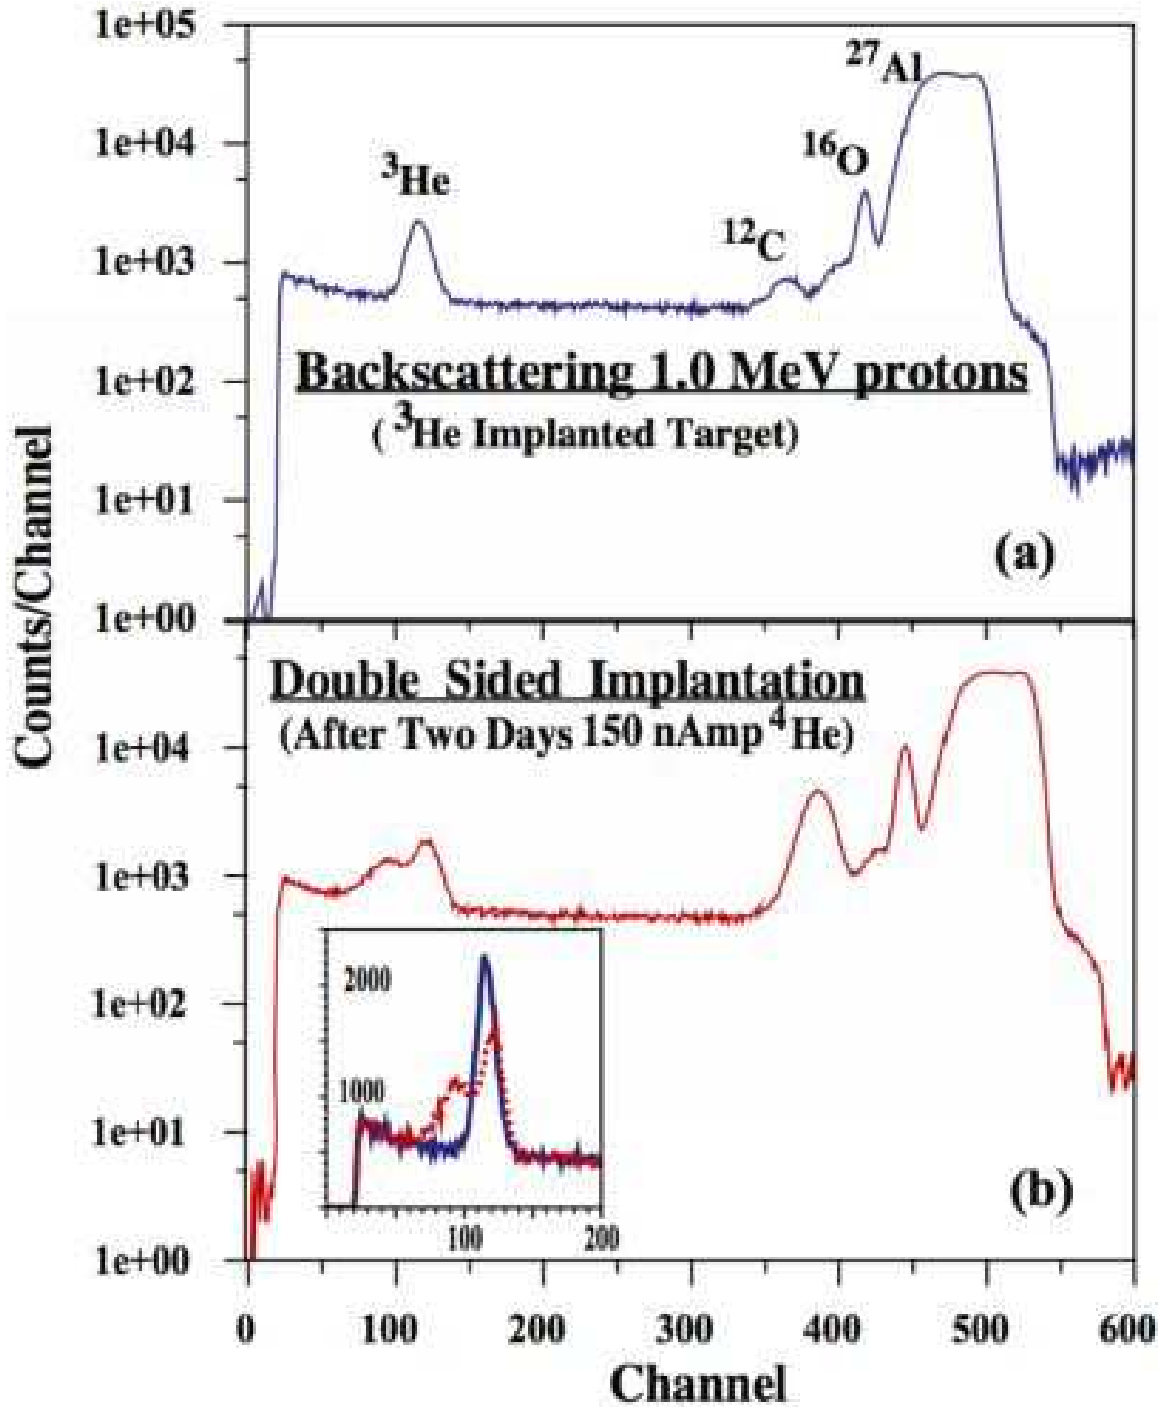 1e+05
27Al
1e+04
16O
3He
12C
1e+03
Backscattering 1.0 MeV protons
1e+02
( 3He Implanted Target)
1e+01
(a)
1e+00
Counts/Channel
Double Sided Implantation
(After Two Days 150 nAmp 4He)
1e+04
1e+03
2000
1e+02
1000
1e+01
(b)
100 200
1e+00
0 100 200 300 400 500 600
Channel